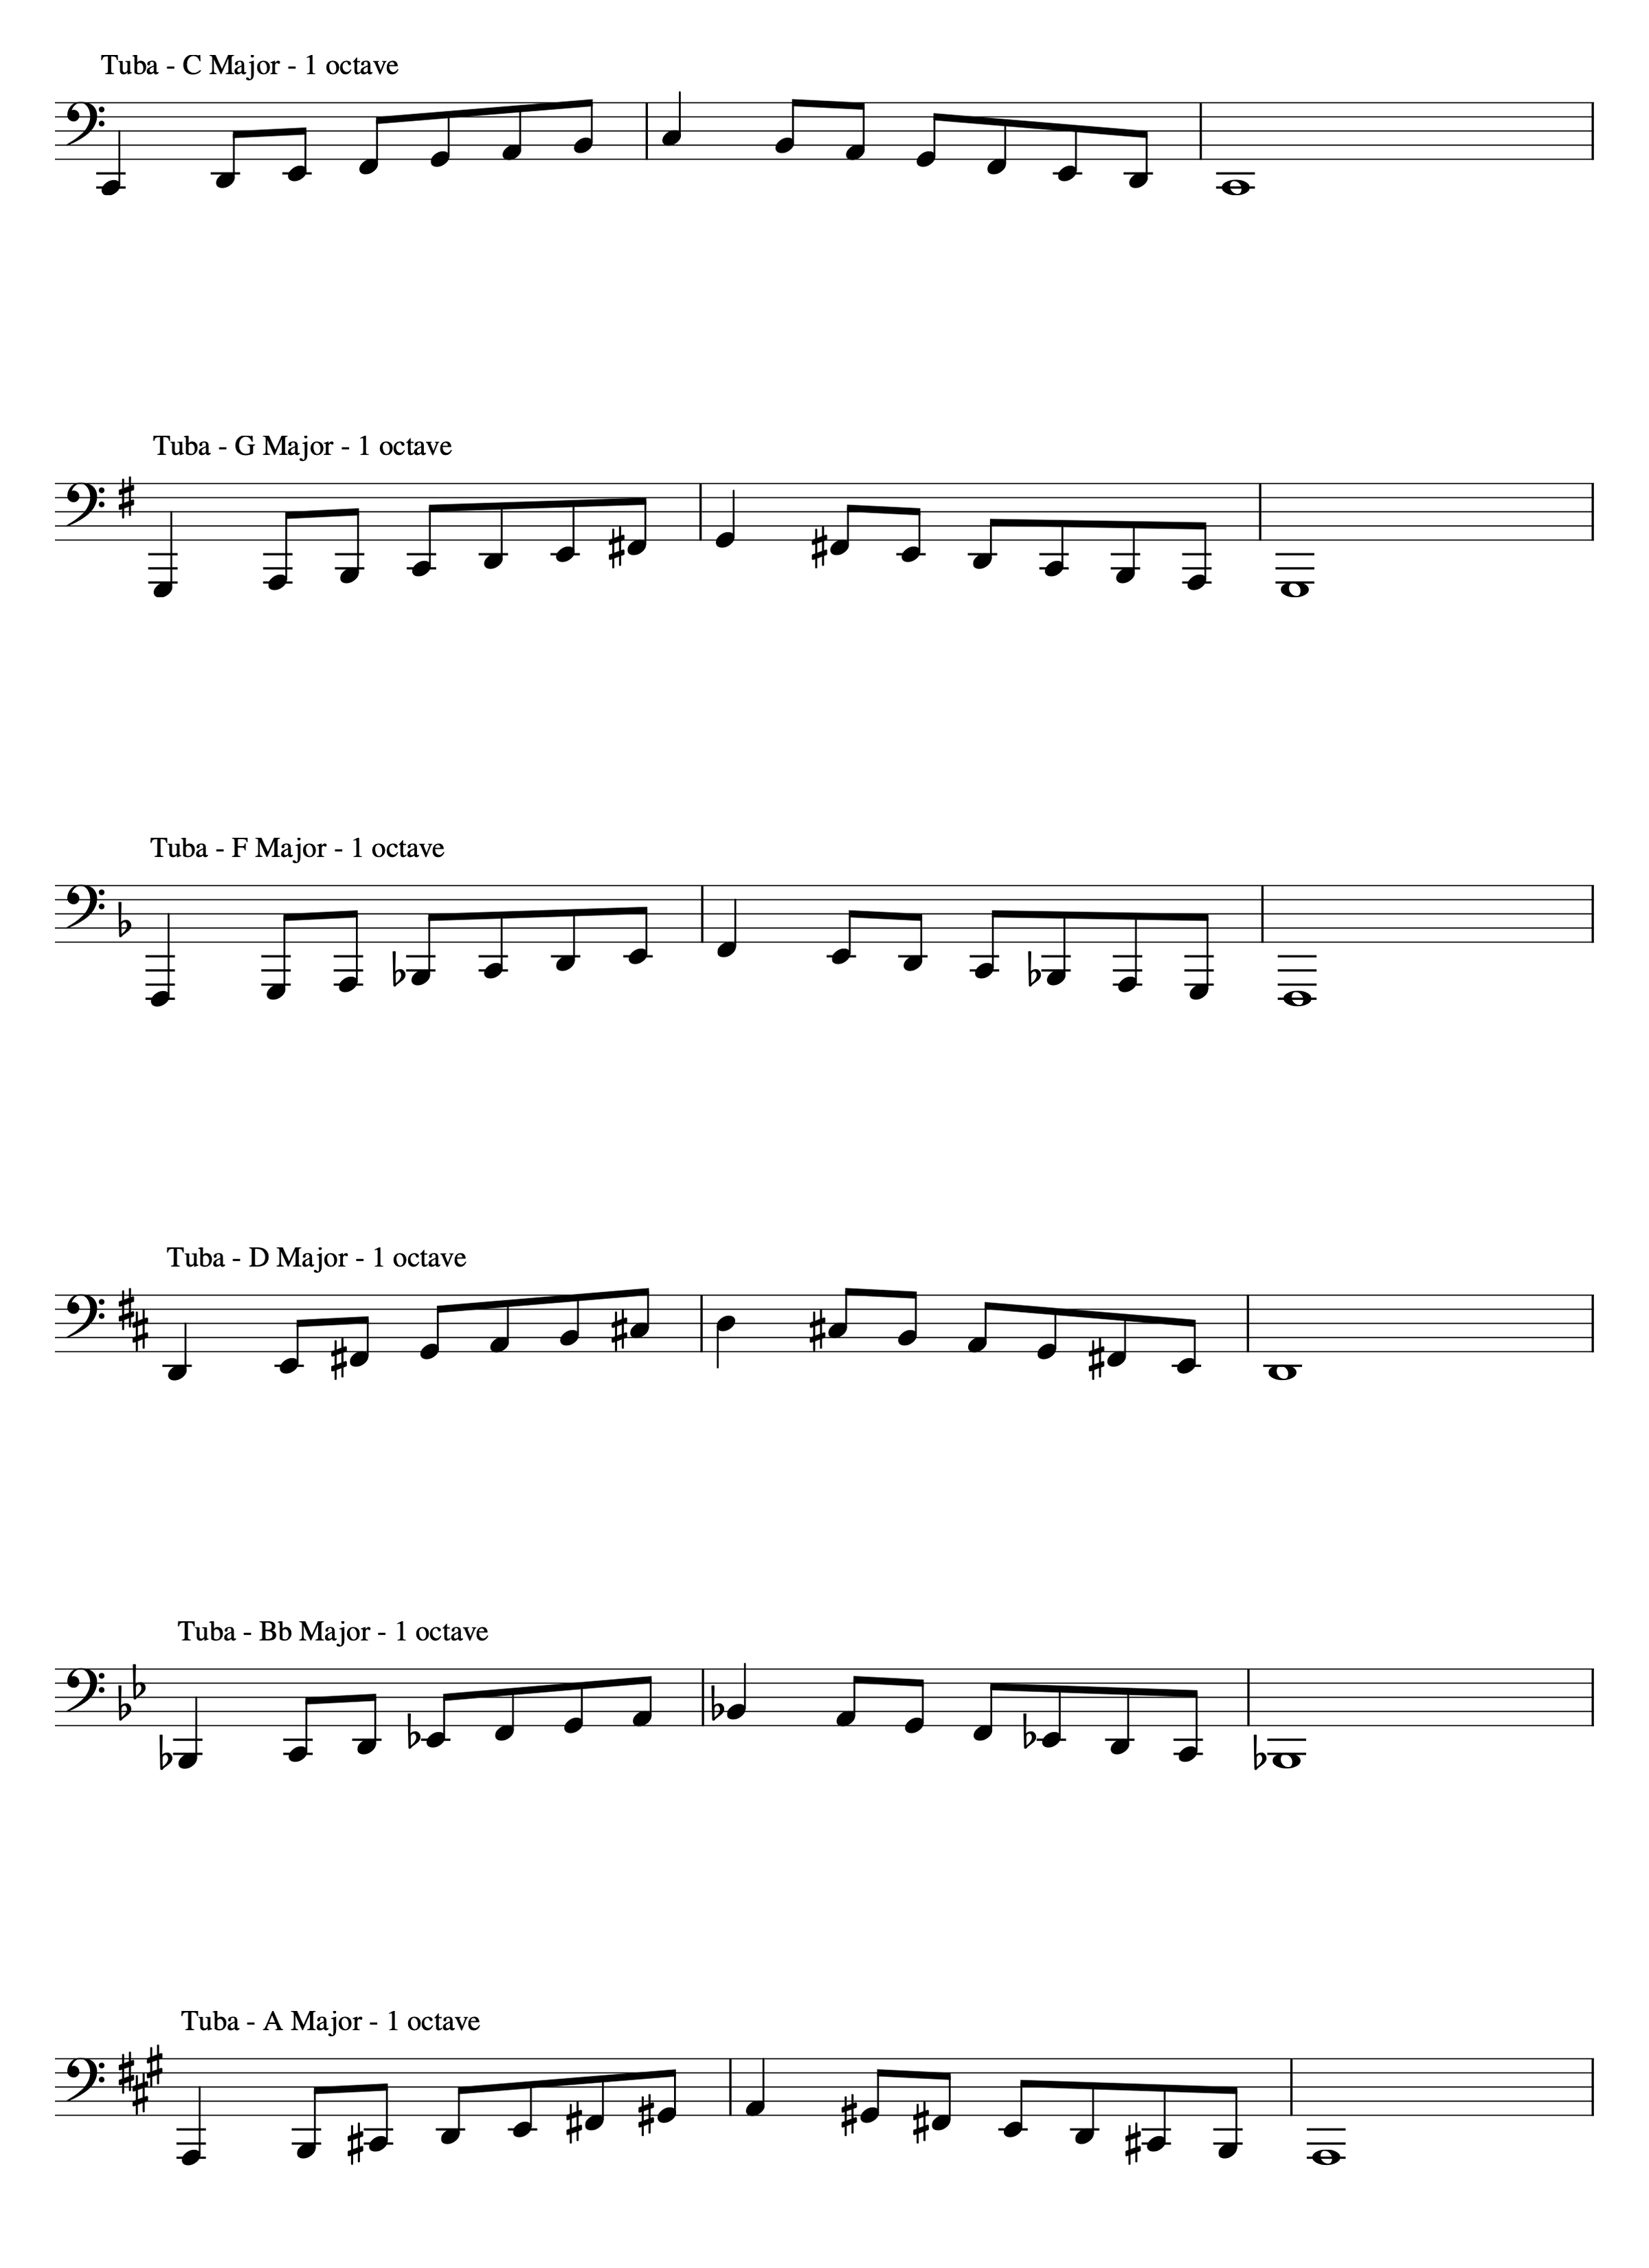 Tuba - C Major - 1 octave
Tuba - G Major - 1 octave
Tuba - F Major - 1 octave
Tuba - D Major - 1 octave
Tuba - Bb Major - 1 octave
Tuba - A Major - 1 octave